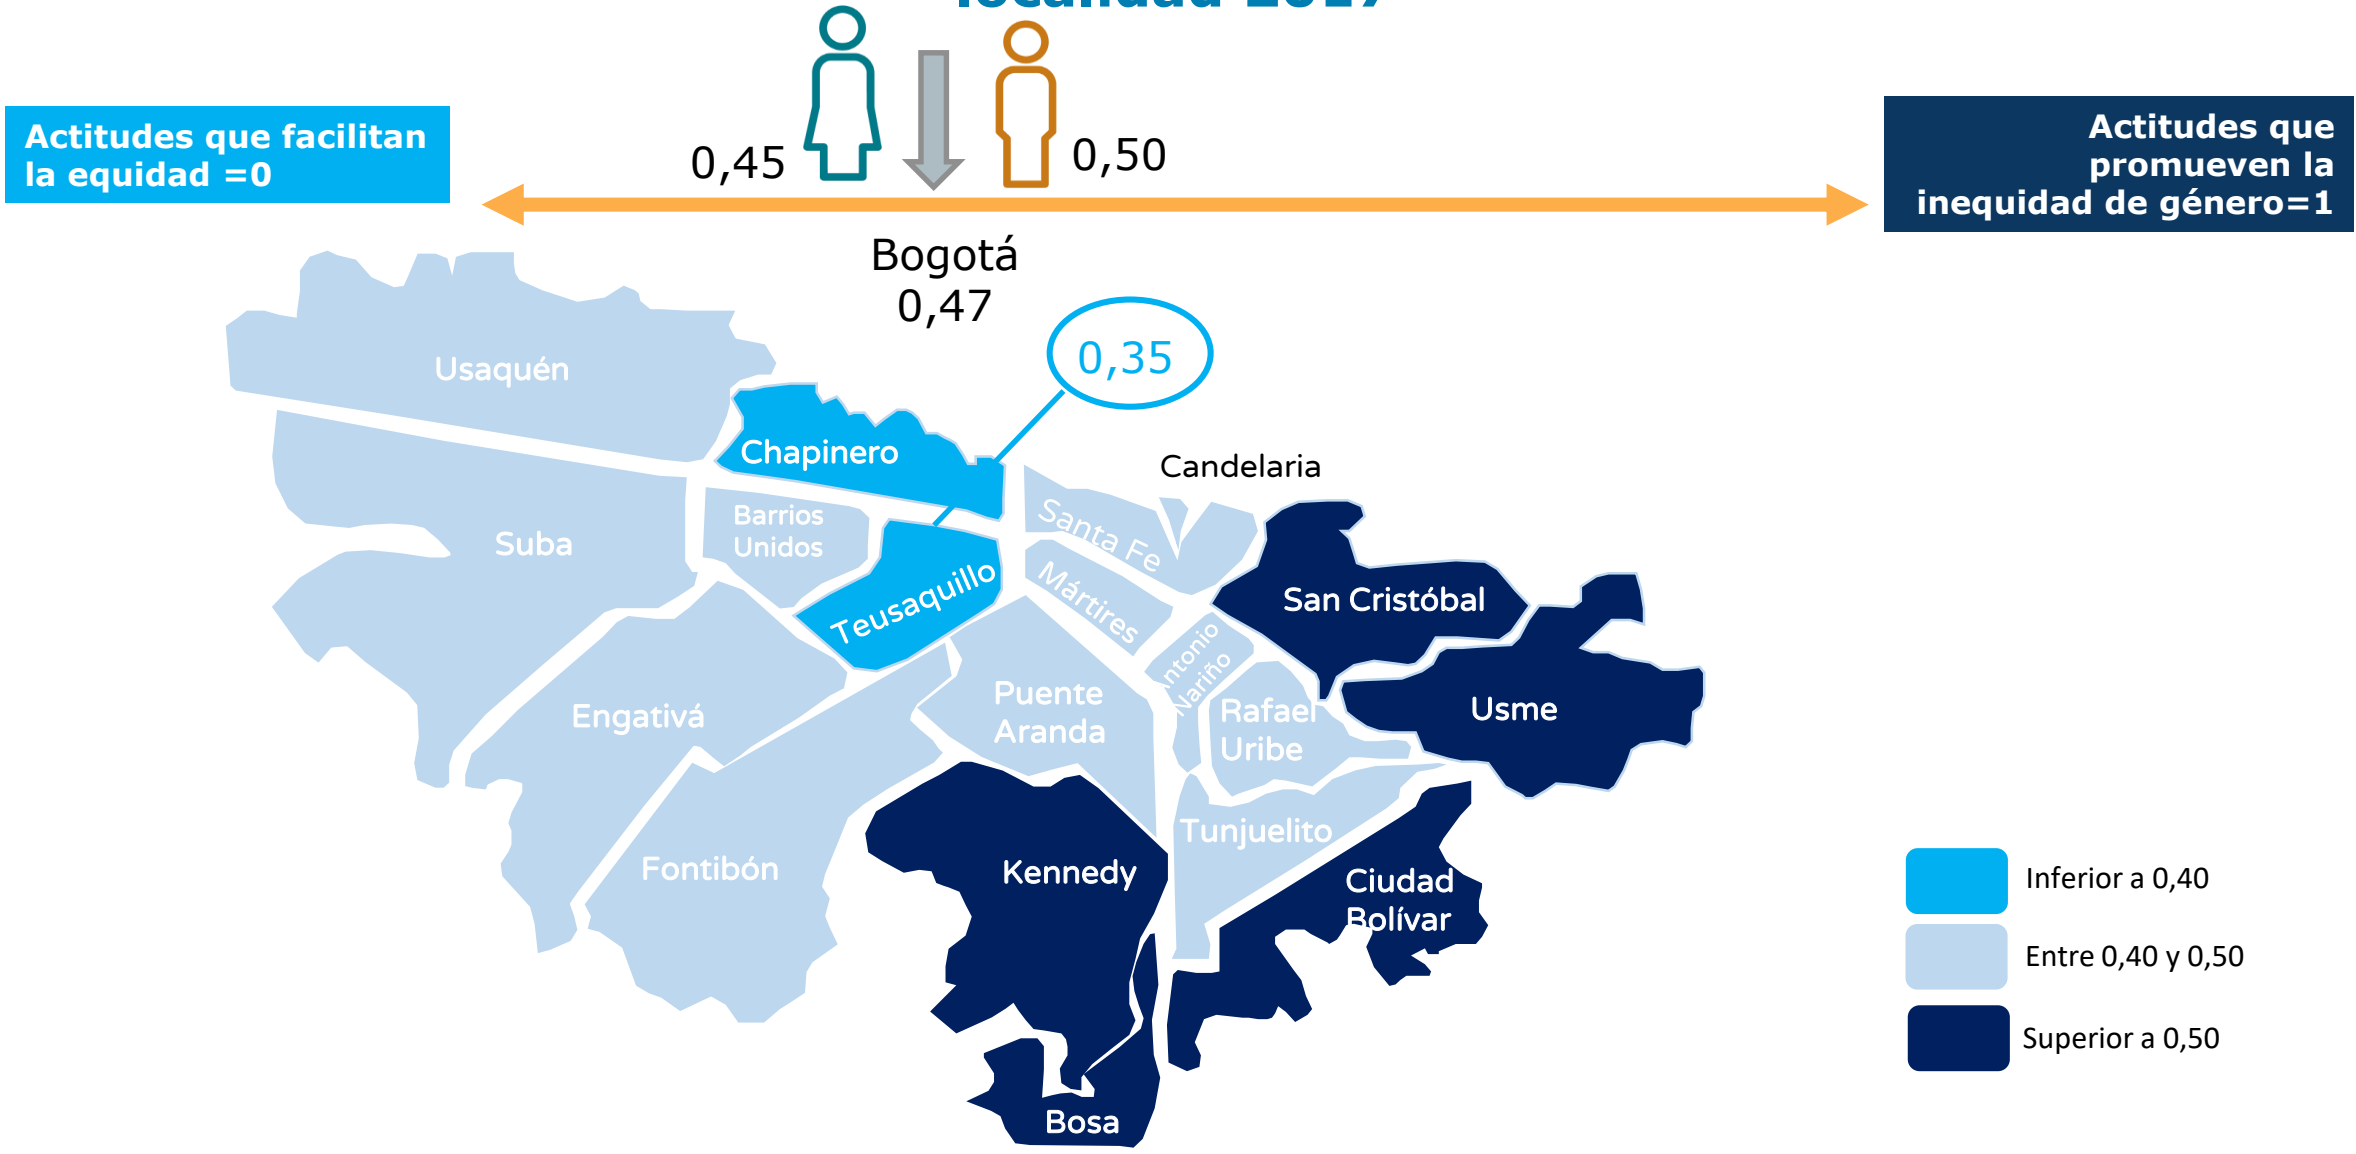 localidad 2017
0,45
0,50
Actitudes que facilitan
la equidad =0
Actitudes que
promueven la
inequidad de género=1
Bogotá
0,47
0,35
Usaquén
Chapinero
Candelaria
Suba
Barrios
Unidos
Santa Fe
Teusaquillo
Mártires
San Cristóbal
Antonio
Nariño
Engativá
Puente
Aranda
Rafael
Uribe
Usme
Fontibón
Kennedy
Tunjuelito
Ciudad
Bolívar
Bosa
Inferior a 0,40
Entre 0,40 y 0,50
Superior a 0,50